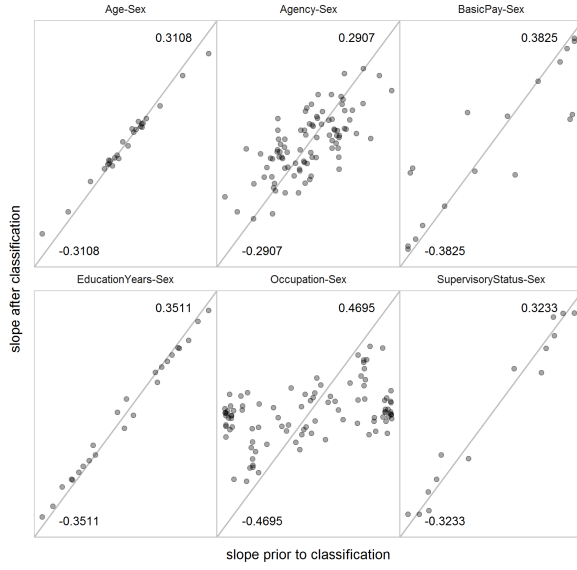 Age-Sex
Agency-Sex
BasicPay-Sex
0.3108
0.2907
0.3825
-0.3108
-0.2907
-0.3825
EducationYears-Sex
Occupation-Sex
SupervisoryStatus-Sex
0.3511
0.4695
0.3233
-0.3511
-0.4695
-0.3233
slope after classification
slope prior to classification